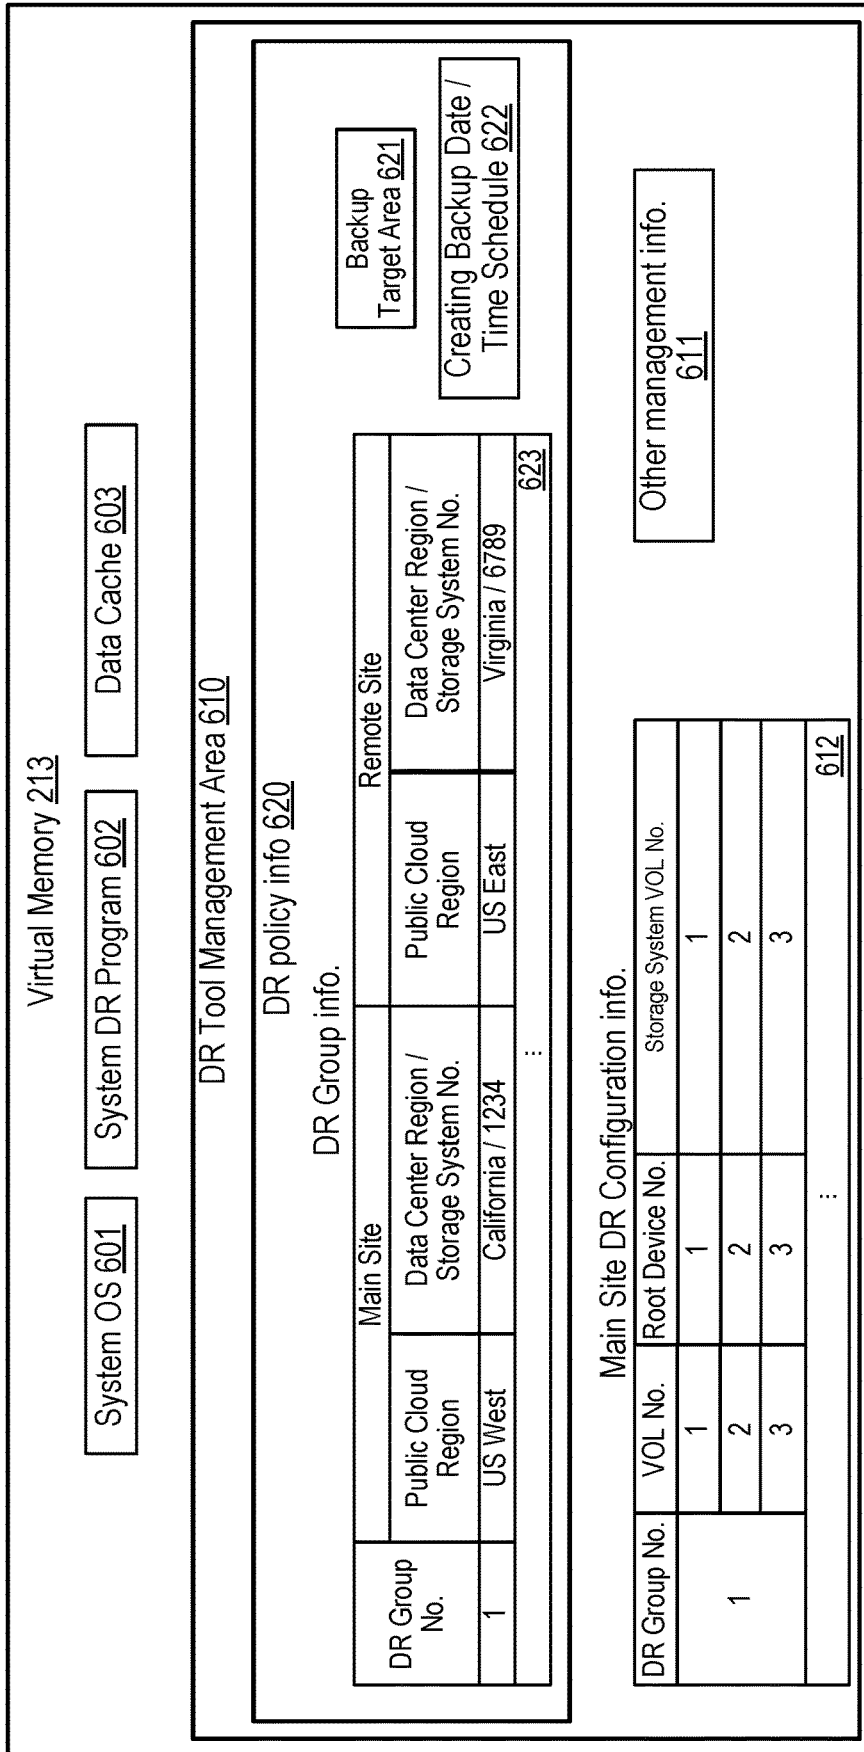 Virtual Memory 213
System OS 601
System DR Program 602
Data Cache 603
DR Tool Management Area 610
DR policy info 620
DR Group info.
DR Group
No.
Main Site
Remote Site
Public Cloud
Region
Data Center Region /
Storage System No.
Public Cloud
Region
Data Center Region /
Storage System No.
1
US West
California / 1234
US East
Virginia / 6789
...
623
Backup
Target Area 621
Creating Backup Date /
Time Schedule 622
Main Site DR Configuration info.
DR Group No.
VOL No.
Root Device No.
Storage System VOL No.
1
1
1
1
2
2
2
3
3
3
...
612
Other management info.
611